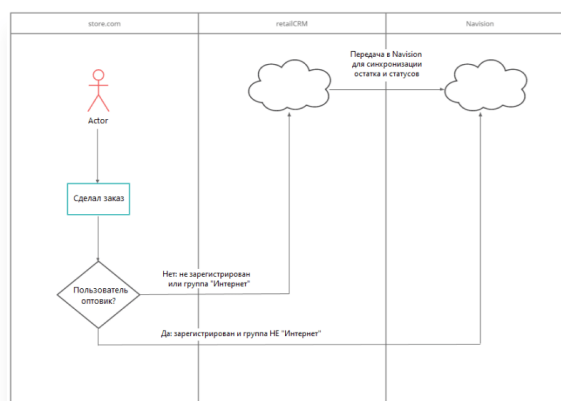 store.com
retailCRM
Navision
Передача в Navision
для синхронизации
остатка и статусов
Actor
Сделал заказ
Пользователь
оптовик?
Нет: не зарегистрирован
или группа "Интернет"
Да: зарегистрирован и группа НЕ "Интернет"